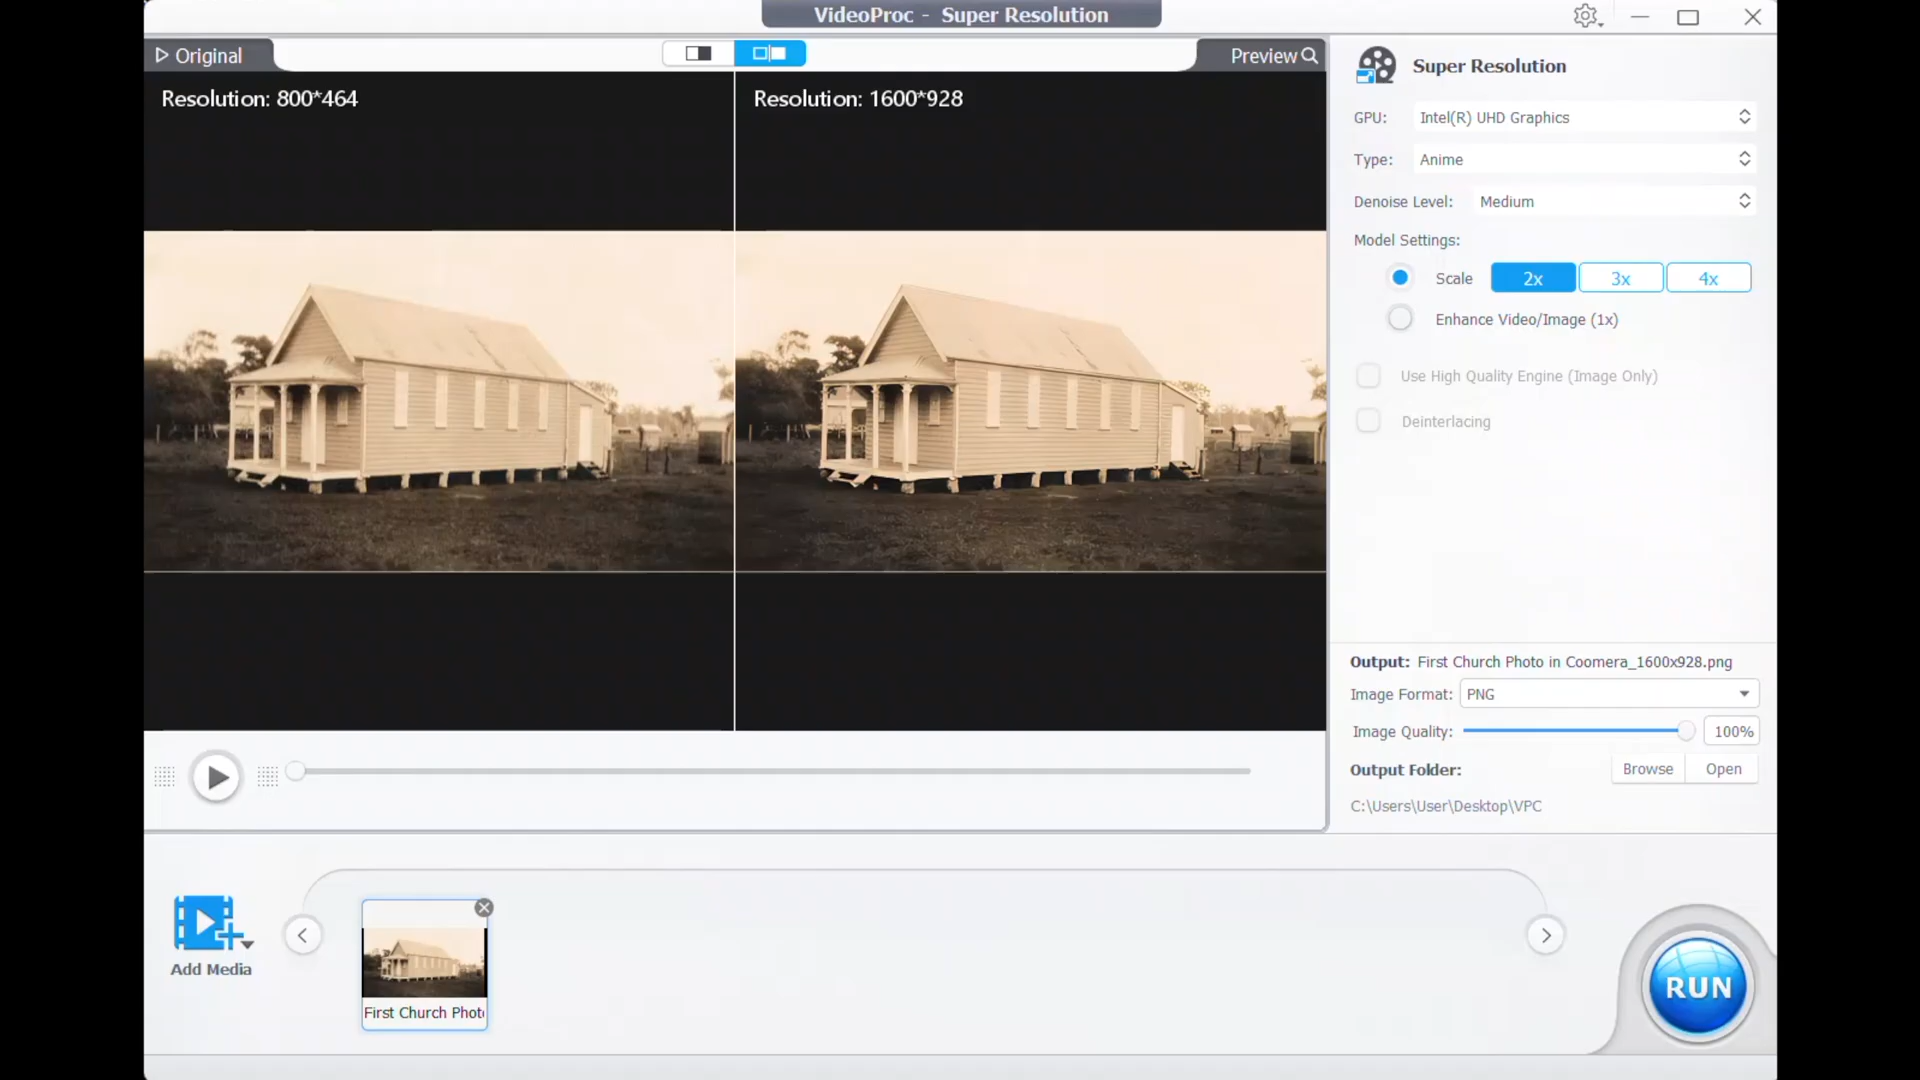 VideoProc - Super Resolution
Original
Preview
Resolution: 800*464
Resolution: 1600*928
Super Resolution
GPU: Intel(R) UHD Graphics
Type: Anime
Denoise Level: Medium
Model Settings:
Scale 2x 3x 4x
Enhance Video/Image (1x)
Use High Quality Engine (Image Only)
Deinterlacing
Output: First Church Photo in Coomera_1600x928.png
Image Format: PNG
Image Quality: 100%
Output Folder: Browse Open
C:\Users\User\Desktop\VPC
Add Media
First Church Phot
RUN